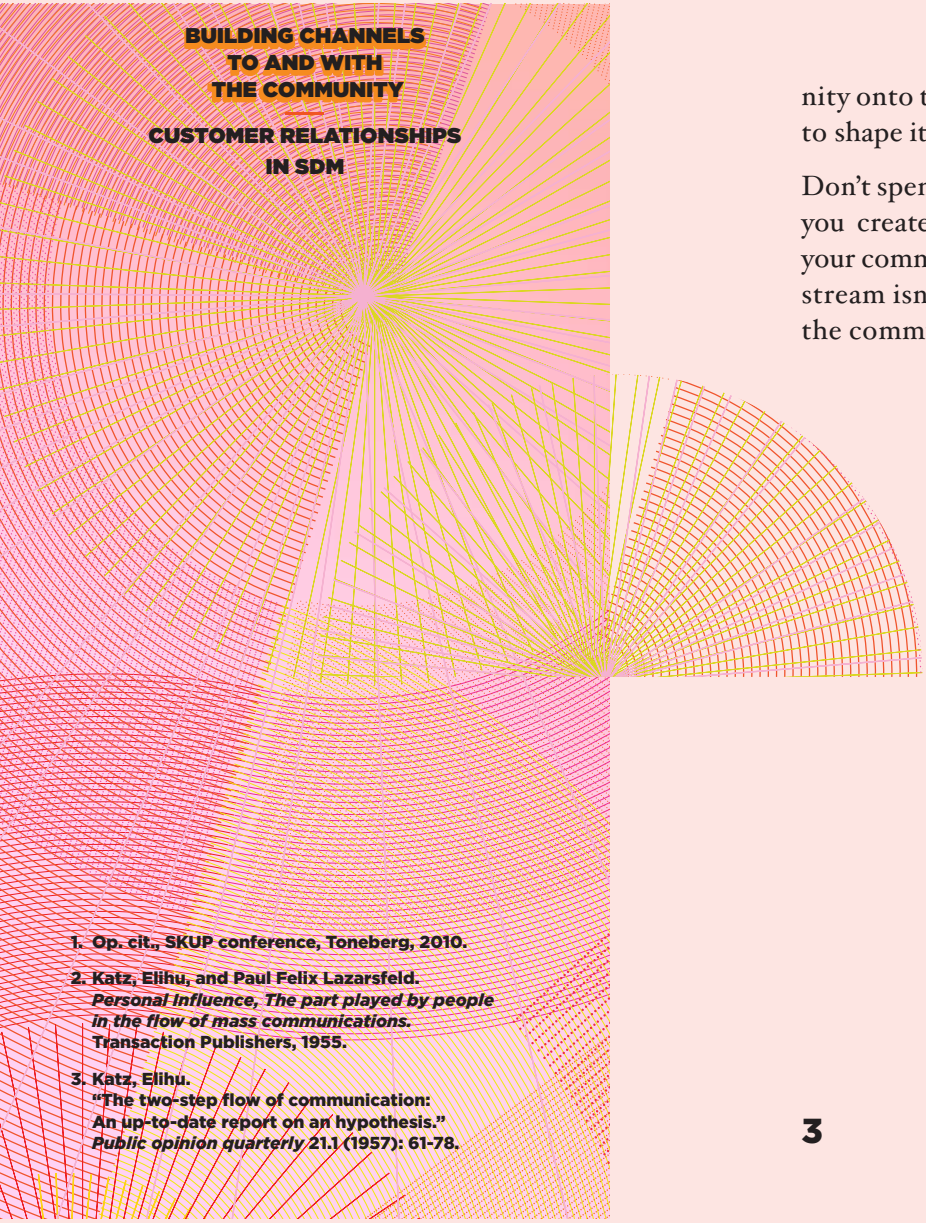 BUILDING CHANNELS
TO AND WITH
THE COMMUNITY
CUSTOMER RELATIONSHIPS
IN SDM
nity onto t
to shape it
Don’t spen
you create
your comm
stream isn
the commu
1. Op. cit., SKUP conference, Toneberg, 2010.
2. Katz, Elihu, and Paul Felix Lazarsfeld.
Personal Influence, The part played by people
in the flow of mass communications.
Transaction Publishers, 1955.
3. Katz, Elihu.
“The two-step flow of communication:
An up-to-date report on an hypothesis.”
Public opinion quarterly 21.1 (1957): 61-78.
3